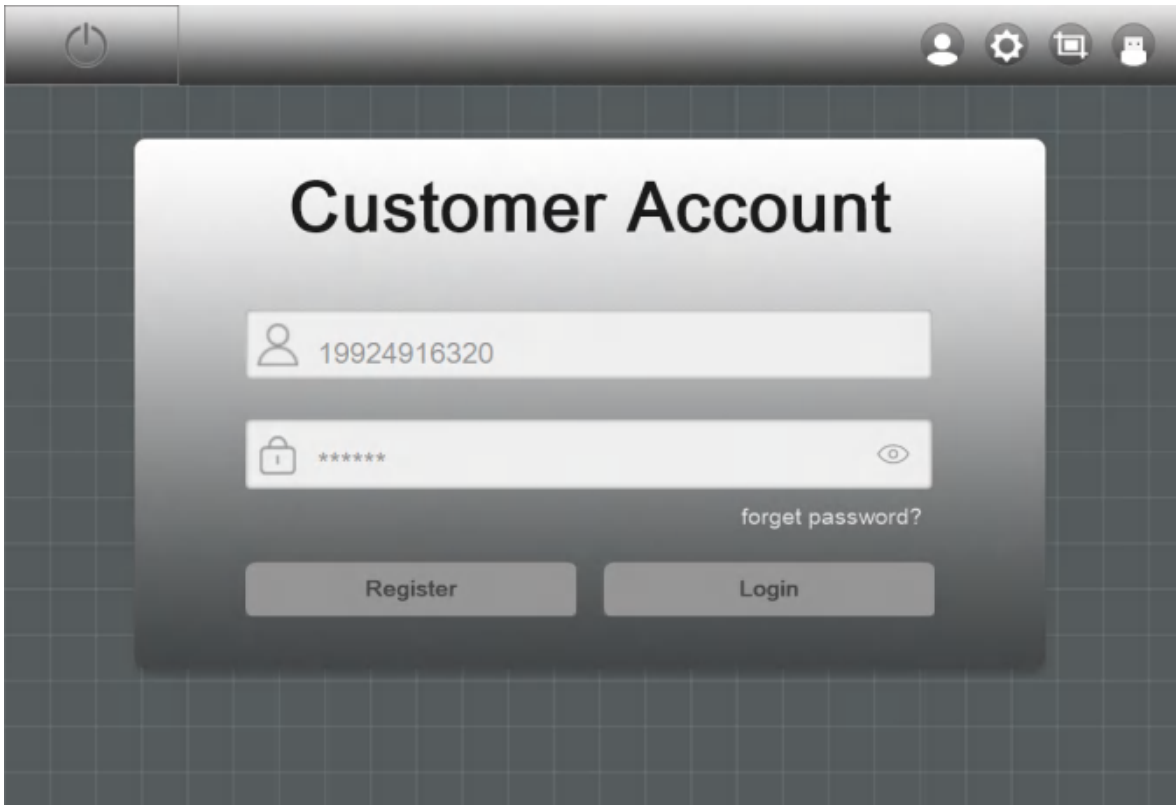 Customer Account
19924916320
******
forget password?
Register
Login